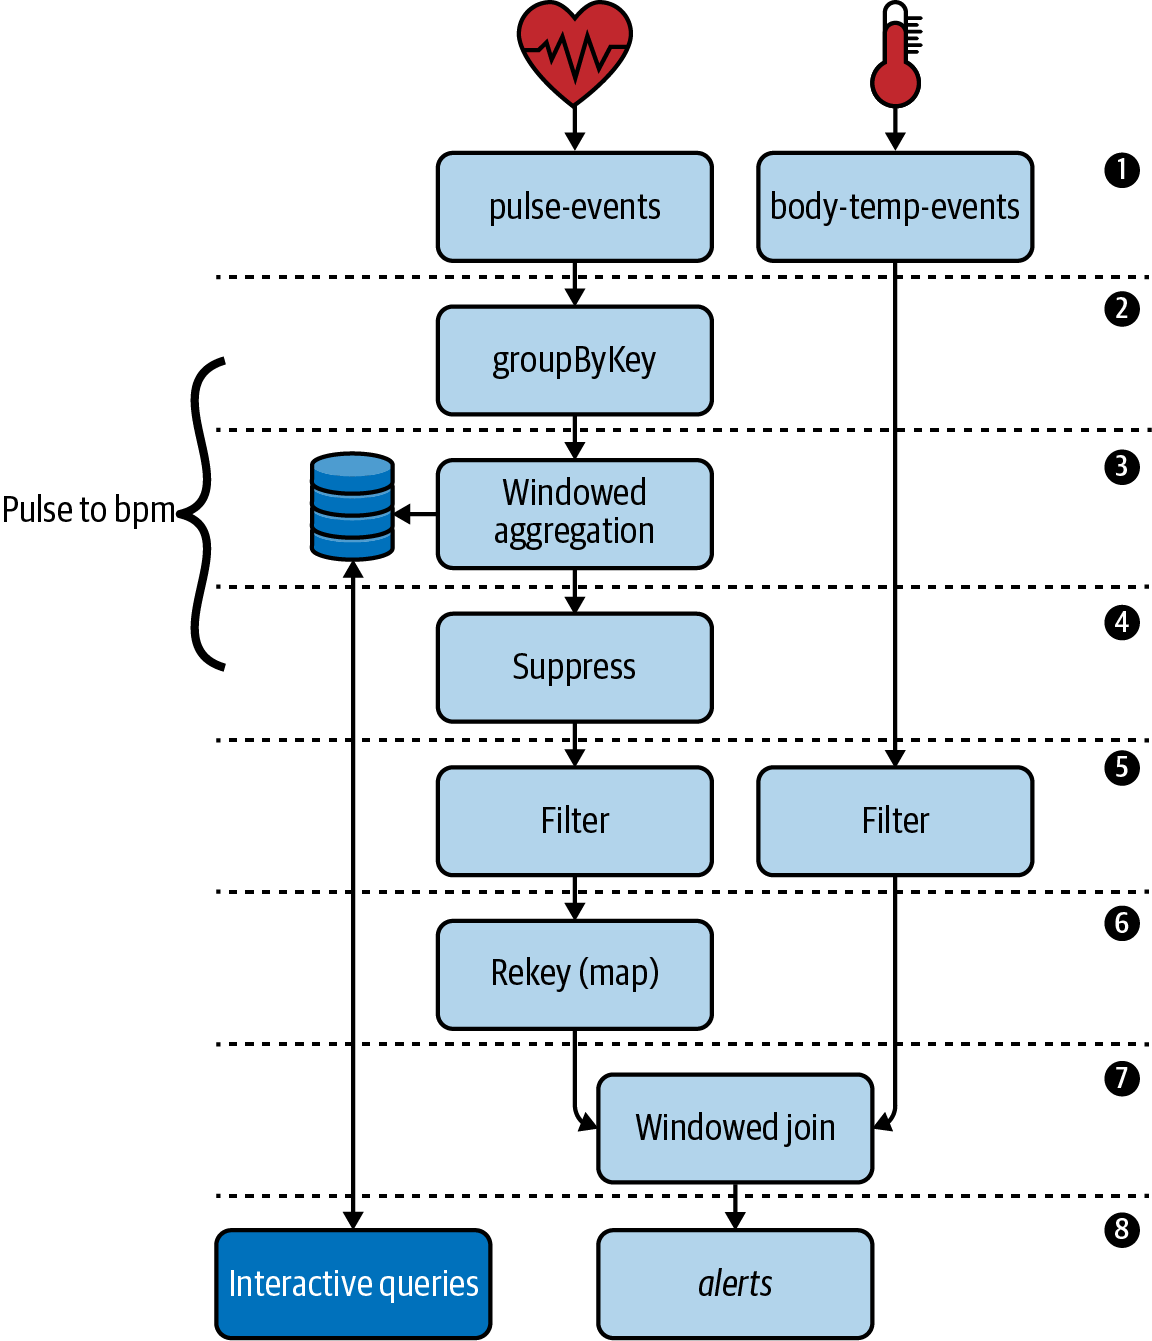 pulse-events
body-temp-events
1
2
groupByKey
3
Windowed
aggregation
Pulse to bpm
4
Suppress
5
Filter
Filter
6
Rekey (map)
7
Windowed join
8
Interactive queries
alerts